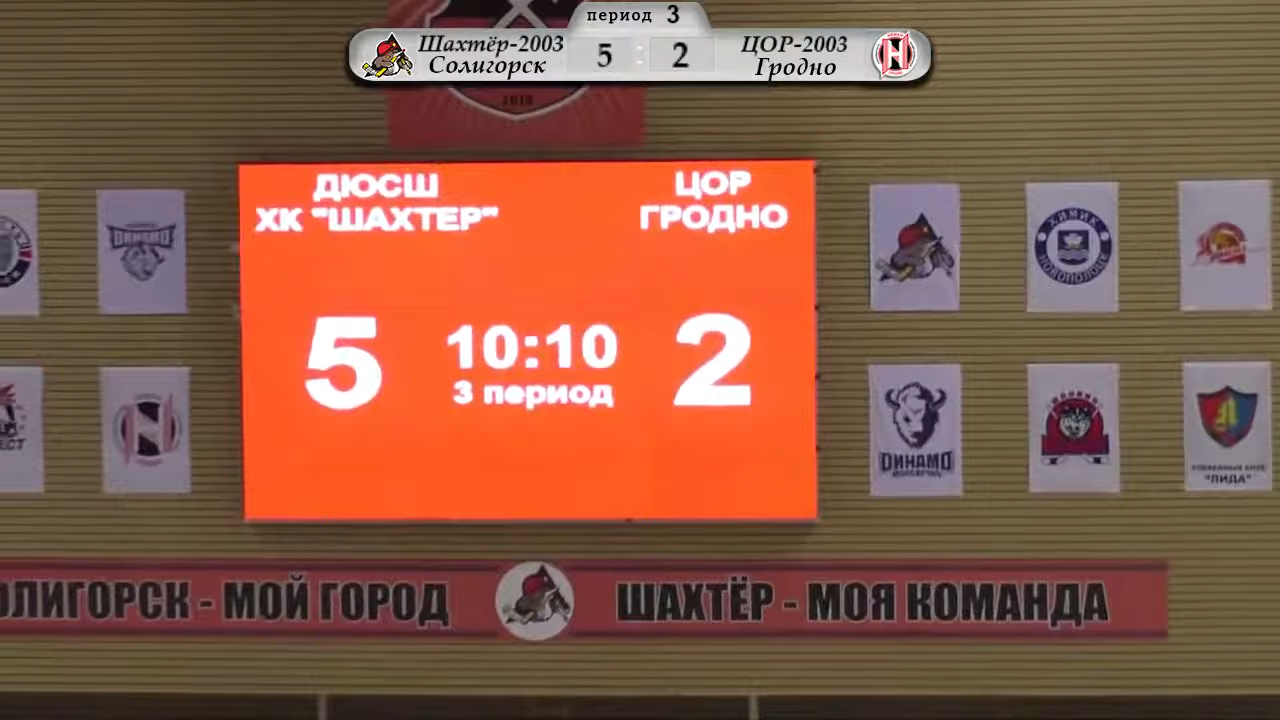 период 3
Шахтёр-2003
Солигорск
5 : 2
ЦОР-2003
Гродно
2010
ДЮСШ
ХК "ШАХТЕР"
ЦОР
ГРОДНО
5
10:10
3 период
2
ДИНАМО
ХИМИК
НОВОПОЛОЦК
ДИНАМО
"ЛИДА"
ОЛИГОРСК - МОЙ ГОРОД
ШАХТЁР - МОЯ КОМАНДА